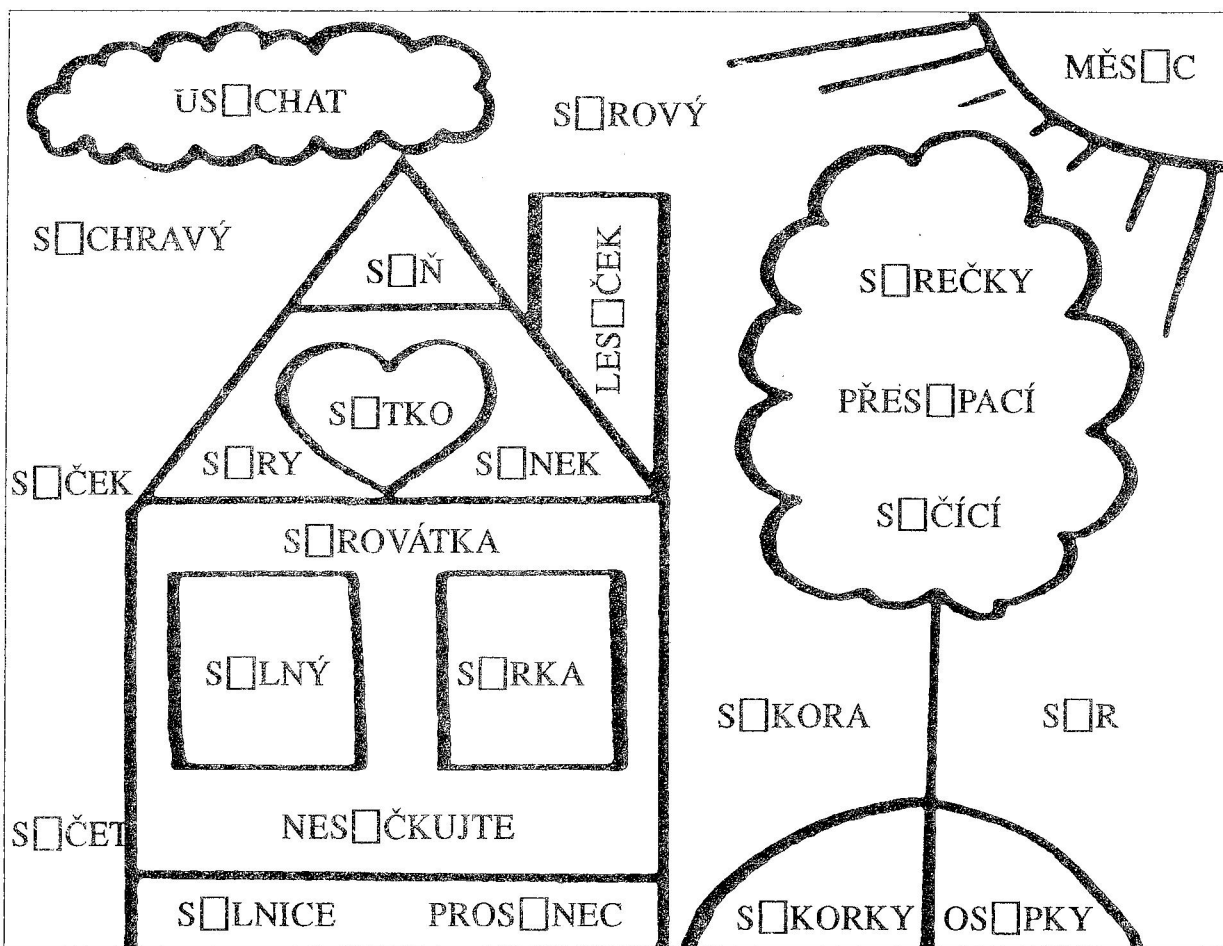 MĚS□C
US□CHAT
S□ROVÝ
S□CHRAVÝ
S□Ň
LES□ČEK
S□REČKY
S□TKO
PŘES□PACÍ
S□RY
S□NEK
S□ČEK
S□ČÍCÍ
S□ROVÁTKA
S□LNÝ
S□RKA
S□KORA
S□R
S□ČET
NES□ČKUJTE
S□LNICE
PROS□NEC
S□KORKY
OS□PKY